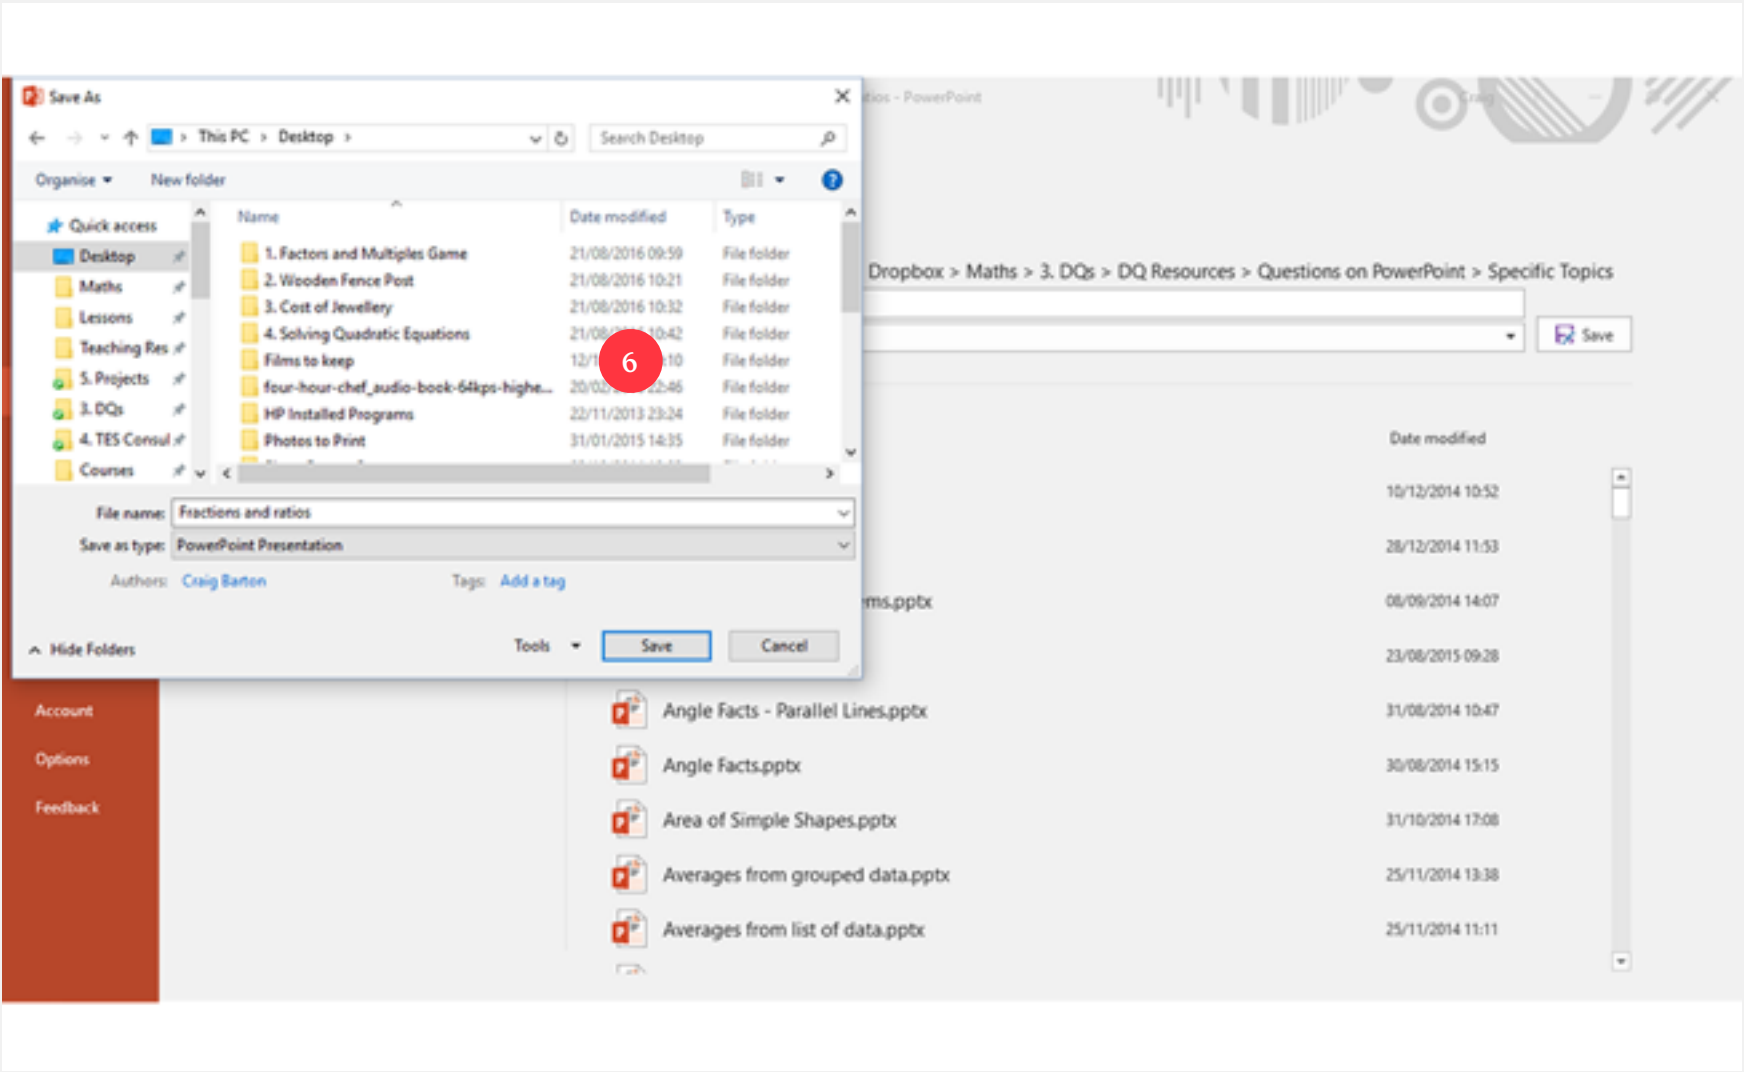 Save As
This PC > Desktop >
Search Desktop
Organise
New folder
?
Quick access
Desktop
Maths
Lessons
Teaching Res
5. Projects
3. DQs
4. TES Consul
Courses
Name Date modified Type
1. Factors and Multiples Game 21/08/2016 09:59 File folder
2. Wooden Fence Post 21/08/2016 10:21 File folder
3. Cost of Jewellery 21/08/2016 10:32 File folder
4. Solving Quadratic Equations 10:42 File folder
Films to keep :10 File folder
6
four-hour-chef_audio-book-64kps-highe... 22:46 File folder
HP Installed Programs 22/11/2013 23:24 File folder
Photos to Print 31/01/2015 14:35 File folder
File name: Fractions and ratios
Save as type: PowerPoint Presentation
Authors: Craig Barton Tags: Add a tag
Hide Folders
Tools Save Cancel
tios - PowerPoint
Craig
Dropbox > Maths > 3. DQs > DQ Resources > Questions on PowerPoint > Specific Topics
Save
Date modified
10/12/2014 10:52
28/12/2014 11:53
ms.pptx 08/09/2014 14:07
23/08/2015 09:28
Angle Facts - Parallel Lines.pptx 31/08/2014 10:47
Angle Facts.pptx 30/08/2014 15:15
Area of Simple Shapes.pptx 31/10/2014 17:08
Averages from grouped data.pptx 25/11/2014 13:38
Averages from list of data.pptx 25/11/2014 11:11
Account
Options
Feedback